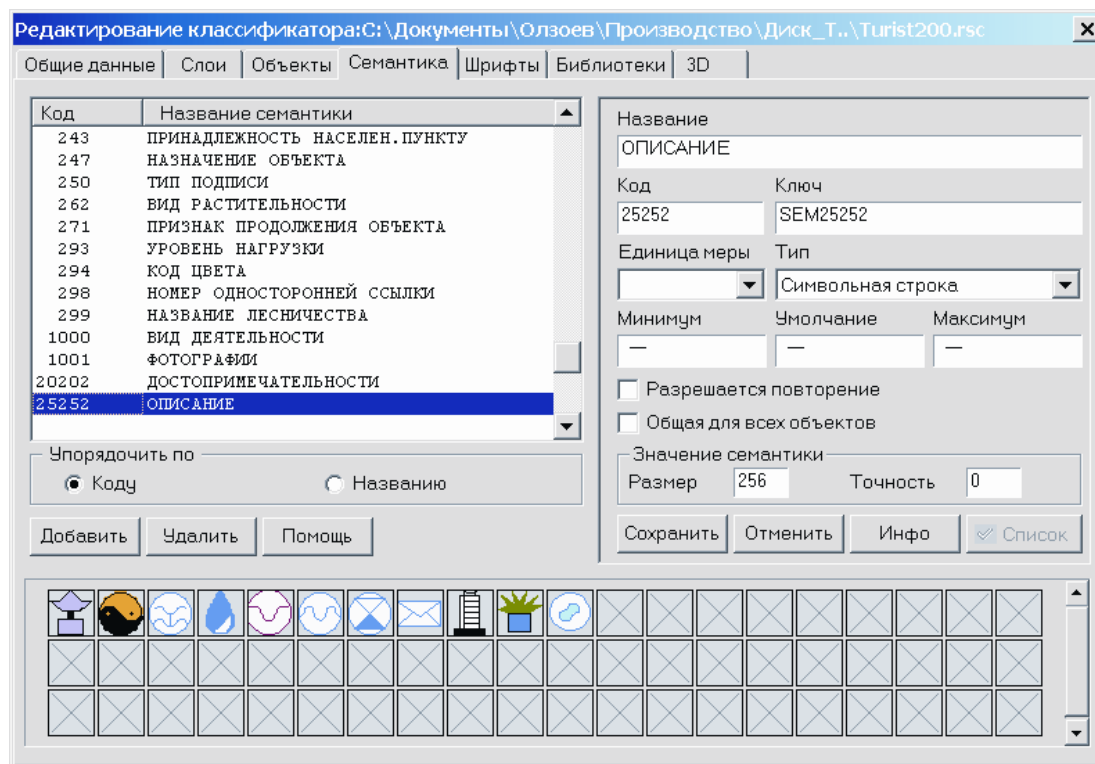 Редактирование классификатора:C:\Документы\Олзоев\Производство\Диск_Т..\Turist200.rsc
Общие данные Слои Объекты Семантика Шрифты Библиотеки 3D
Код Название семантики
243 ПРИНАДЛЕЖНОСТЬ НАСЕЛЕН.ПУНКТУ
247 НАЗНАЧЕНИЕ ОБЪЕКТА
250 ТИП ПОДПИСИ
262 ВИД РАСТИТЕЛЬНОСТИ
271 ПРИЗНАК ПРОДОЛЖЕНИЯ ОБЪЕКТА
293 УРОВЕНЬ НАГРУЗКИ
294 КОД ЦВЕТА
298 НОМЕР ОДНОСТОРОННЕЙ ССЫЛКИ
299 НАЗВАНИЕ ЛЕСНИЧЕСТВА
1000 ВИД ДЕЯТЕЛЬНОСТИ
1001 ФОТОГРАФИИ
20202 ДОСТОПРИМЕЧАТЕЛЬНОСТИ
25252 ОПИСАНИЕ
Упорядочить по
Коду Названию
Добавить Удалить Помощь
Название
ОПИСАНИЕ
Код Ключ
25252 SEM25252
Единица меры Тип
Символьная строка
Минимум Умолчание Максимум
— — —
Разрешается повторение
Общая для всех объектов
Значение семантики
Размер 256 Точность 0
Сохранить Отменить Инфо Список